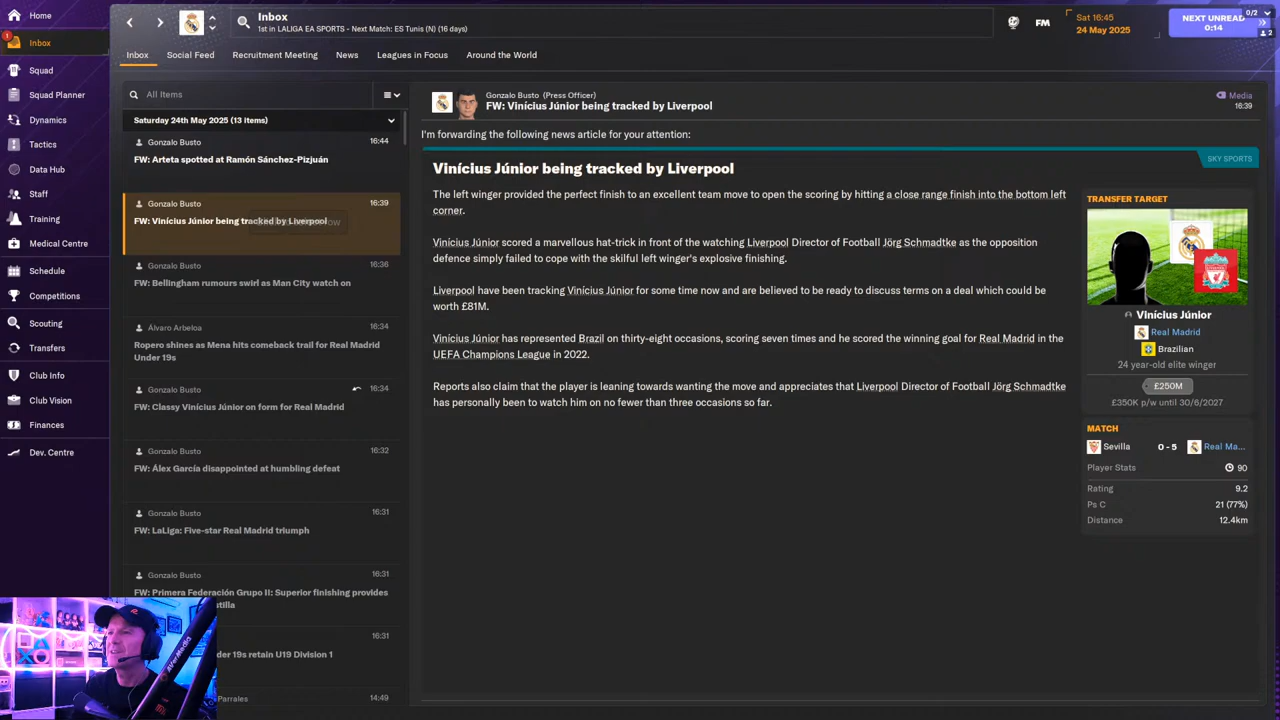 Home
Inbox
1
Squad
Squad Planner
Dynamics
Tactics
Data Hub
Staff
Training
Medical Centre
Schedule
Competitions
Scouting
Transfers
Club Info
Club Vision
Finances
Dev. Centre
Inbox
1st in LALIGA EA SPORTS - Next Match: ES Tunis (N) (16 days)
FM
Sat 16:45
24 May 2025
NEXT UNREAD
0:14
0/2
2
Inbox
Social Feed
Recruitment Meeting
News
Leagues in Focus
Around the World
All Items
Saturday 24th May 2025 (13 items)
Gonzalo Busto
16:44
FW: Arteta spotted at Ramón Sánchez-Pizjuán
Gonzalo Busto
16:39
FW: Vinícius Júnior being tracked by Liverpool
Gonzalo Busto
16:36
FW: Bellingham rumours swirl as Man City watch on
Álvaro Arbeloa
16:34
Ropero shines as Mena hits comeback trail for Real Madrid
Under 19s
Gonzalo Busto
16:34
FW: Classy Vinícius Júnior on form for Real Madrid
Gonzalo Busto
16:32
FW: Álex García disappointed at humbling defeat
Gonzalo Busto
16:31
FW: LaLiga: Five-star Real Madrid triumph
Gonzalo Busto
16:31
FW: Primera Federación Grupo II: Superior finishing provides
16:31
retain U19 Division 1
Parrales
14:49
Gonzalo Busto (Press Officer)
FW: Vinícius Júnior being tracked by Liverpool
Media
16:39
I'm forwarding the following news article for your attention:
SKY SPORTS
Vinícius Júnior being tracked by Liverpool
The left winger provided the perfect finish to an excellent team move to open the scoring by hitting a close range finish into the bottom left
corner.
Vinícius Júnior scored a marvellous hat-trick in front of the watching Liverpool Director of Football Jörg Schmadtke as the opposition
defence simply failed to cope with the skilful left winger's explosive finishing.
Liverpool have been tracking Vinícius Júnior for some time now and are believed to be ready to discuss terms on a deal which could be
worth £81M.
Vinícius Júnior has represented Brazil on thirty-eight occasions, scoring seven times and he scored the winning goal for Real Madrid in the
UEFA Champions League in 2022.
Reports also claim that the player is leaning towards wanting the move and appreciates that Liverpool Director of Football Jörg Schmadtke
has personally been to watch him on no fewer than three occasions so far.
TRANSFER TARGET
Vinícius Júnior
Real Madrid
Brazilian
24 year-old elite winger
£250M
£350K p/w until 30/6/2027
MATCH
Sevilla
0 - 5
Real Ma...
Player Stats
90
Rating
9.2
Ps C
21 (77%)
Distance
12.4km
AVerMedia